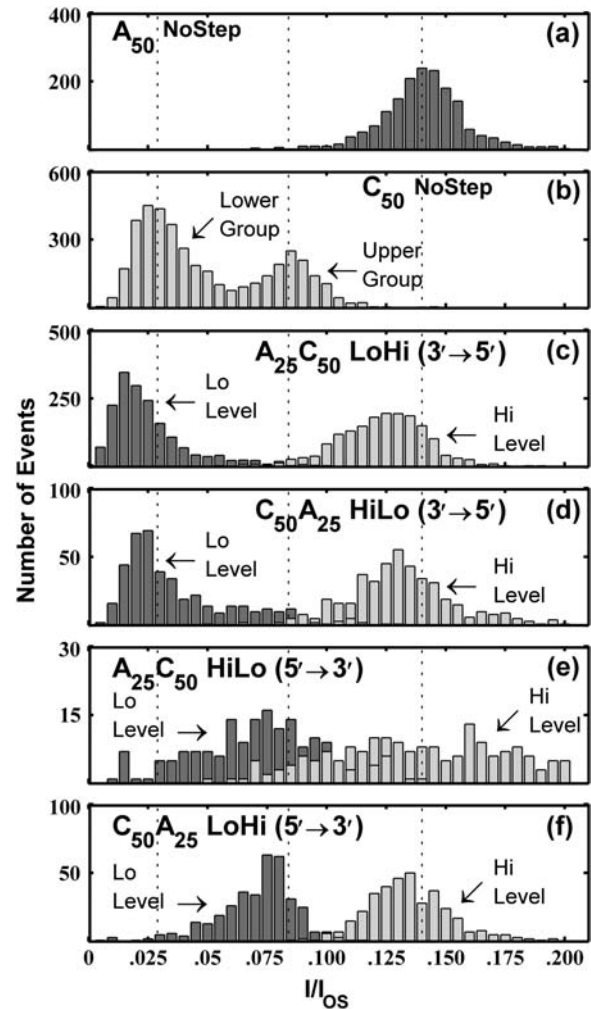 Number of Events
A50 NoStep (a)
400
200
C50 NoStep (b)
600
300
Lower
Group
Upper
Group
A25C50 LoHi (3′→5′) (c)
500
250
Lo
Level
Hi
Level
C50A25 HiLo (3′→5′) (d)
100
50
Lo
Level
Hi
Level
A25C50 HiLo (5′→3′) (e)
30
15
Lo
Level
Hi
Level
C50A25 LoHi (5′→3′) (f)
100
50
Lo
Level
Hi
Level
0 .025 .05 .075 .100 .125 .150 .175 .200
I/IOS